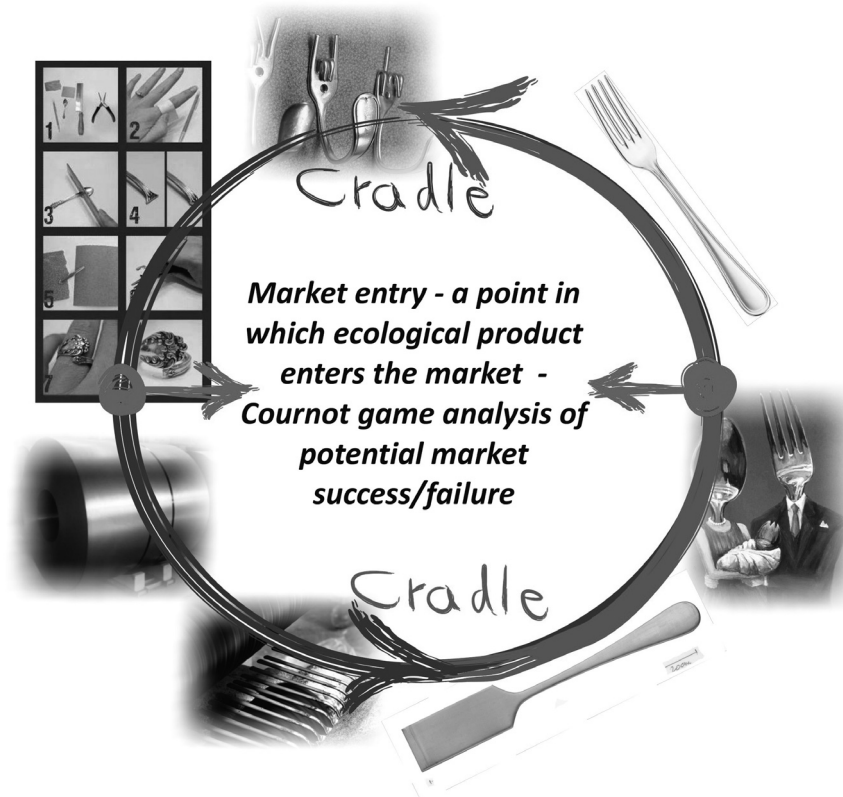 1
2
Cradle
3
4
5
Market entry - a point in
which ecological product
enters the market -
Cournot game analysis of
potential market
success/failure
Cradle